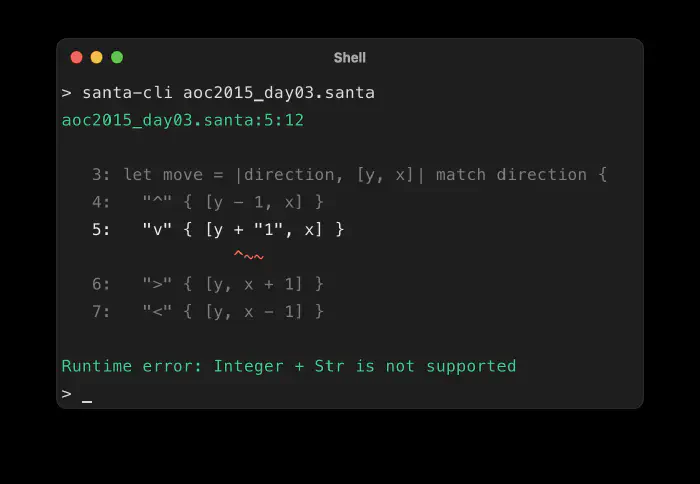 Shell
> santa-cli aoc2015_day03.santa
aoc2015_day03.santa:5:12
3: let move = |direction, [y, x]| match direction {
4:   "^" { [y - 1, x] }
5:   "v" { [y + "1", x] }
^~~
6:   ">" { [y, x + 1] }
7:   "<" { [y, x - 1] }
Runtime error: Integer + Str is not supported
> _